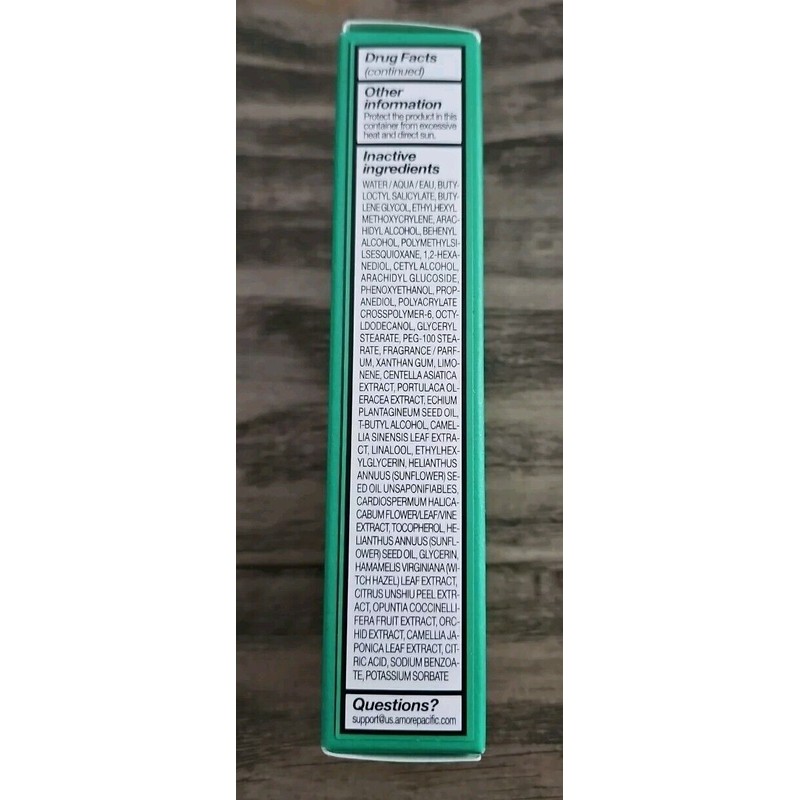 Drug Facts
(continued)
Other
information
Protect the product in this
container from excessive
heat and direct sun.
Inactive
ingredients
WATER / AQUA / EAU, BUTY-
LOCTYL SALICYLATE, BUTY-
LENE GLYCOL, ETHYLHEXYL
METHOXYCRYLENE, ARAC-
HIDYL ALCOHOL, BEHENYL
ALCOHOL, POLYMETHYLSI-
LSESQUIOXANE, 1,2-HEXA-
NEDIOL, CETYL ALCOHOL,
ARACHIDYL GLUCOSIDE,
PHENOXYETHANOL, PROP-
ANEDIOL, POLYACRYLATE
CROSSPOLYMER-6, OCTY-
LDODECANOL, GLYCERYL
STEARATE, PEG-100 STEA-
RATE, FRAGRANCE / PARF-
UM, XANTHAN GUM, LIMO-
NENE, CENTELLA ASIATICA
EXTRACT, PORTULACA OL-
ERACEA EXTRACT, ECHIUM
PLANTAGINEUM SEED OIL,
T-BUTYL ALCOHOL, CAMEL-
LIA SINENSIS LEAF EXTRA-
CT, LINALOOL, ETHYLHEX-
YLGLYCERIN, HELIANTHUS
ANNUUS (SUNFLOWER) SE-
ED OIL UNSAPONIFIABLES,
CARDIOSPERMUM HALICA-
CABUM FLOWER/LEAF/VINE
EXTRACT, TOCOPHEROL, HE-
LIANTHUS ANNUUS (SUNFL-
OWER) SEED OIL, GLYCERIN,
HAMAMELIS VIRGINIANA (WI-
TCH HAZEL) LEAF EXTRACT,
CITRUS UNSHIU PEEL EXTR-
ACT, OPUNTIA COCCINELLI-
FERA FRUIT EXTRACT, ORC-
HID EXTRACT, CAMELLIA JA-
PONICA LEAF EXTRACT, CIT-
RIC ACID, SODIUM BENZOA-
TE, POTASSIUM SORBATE
Questions?
support@us.amorepacific.com